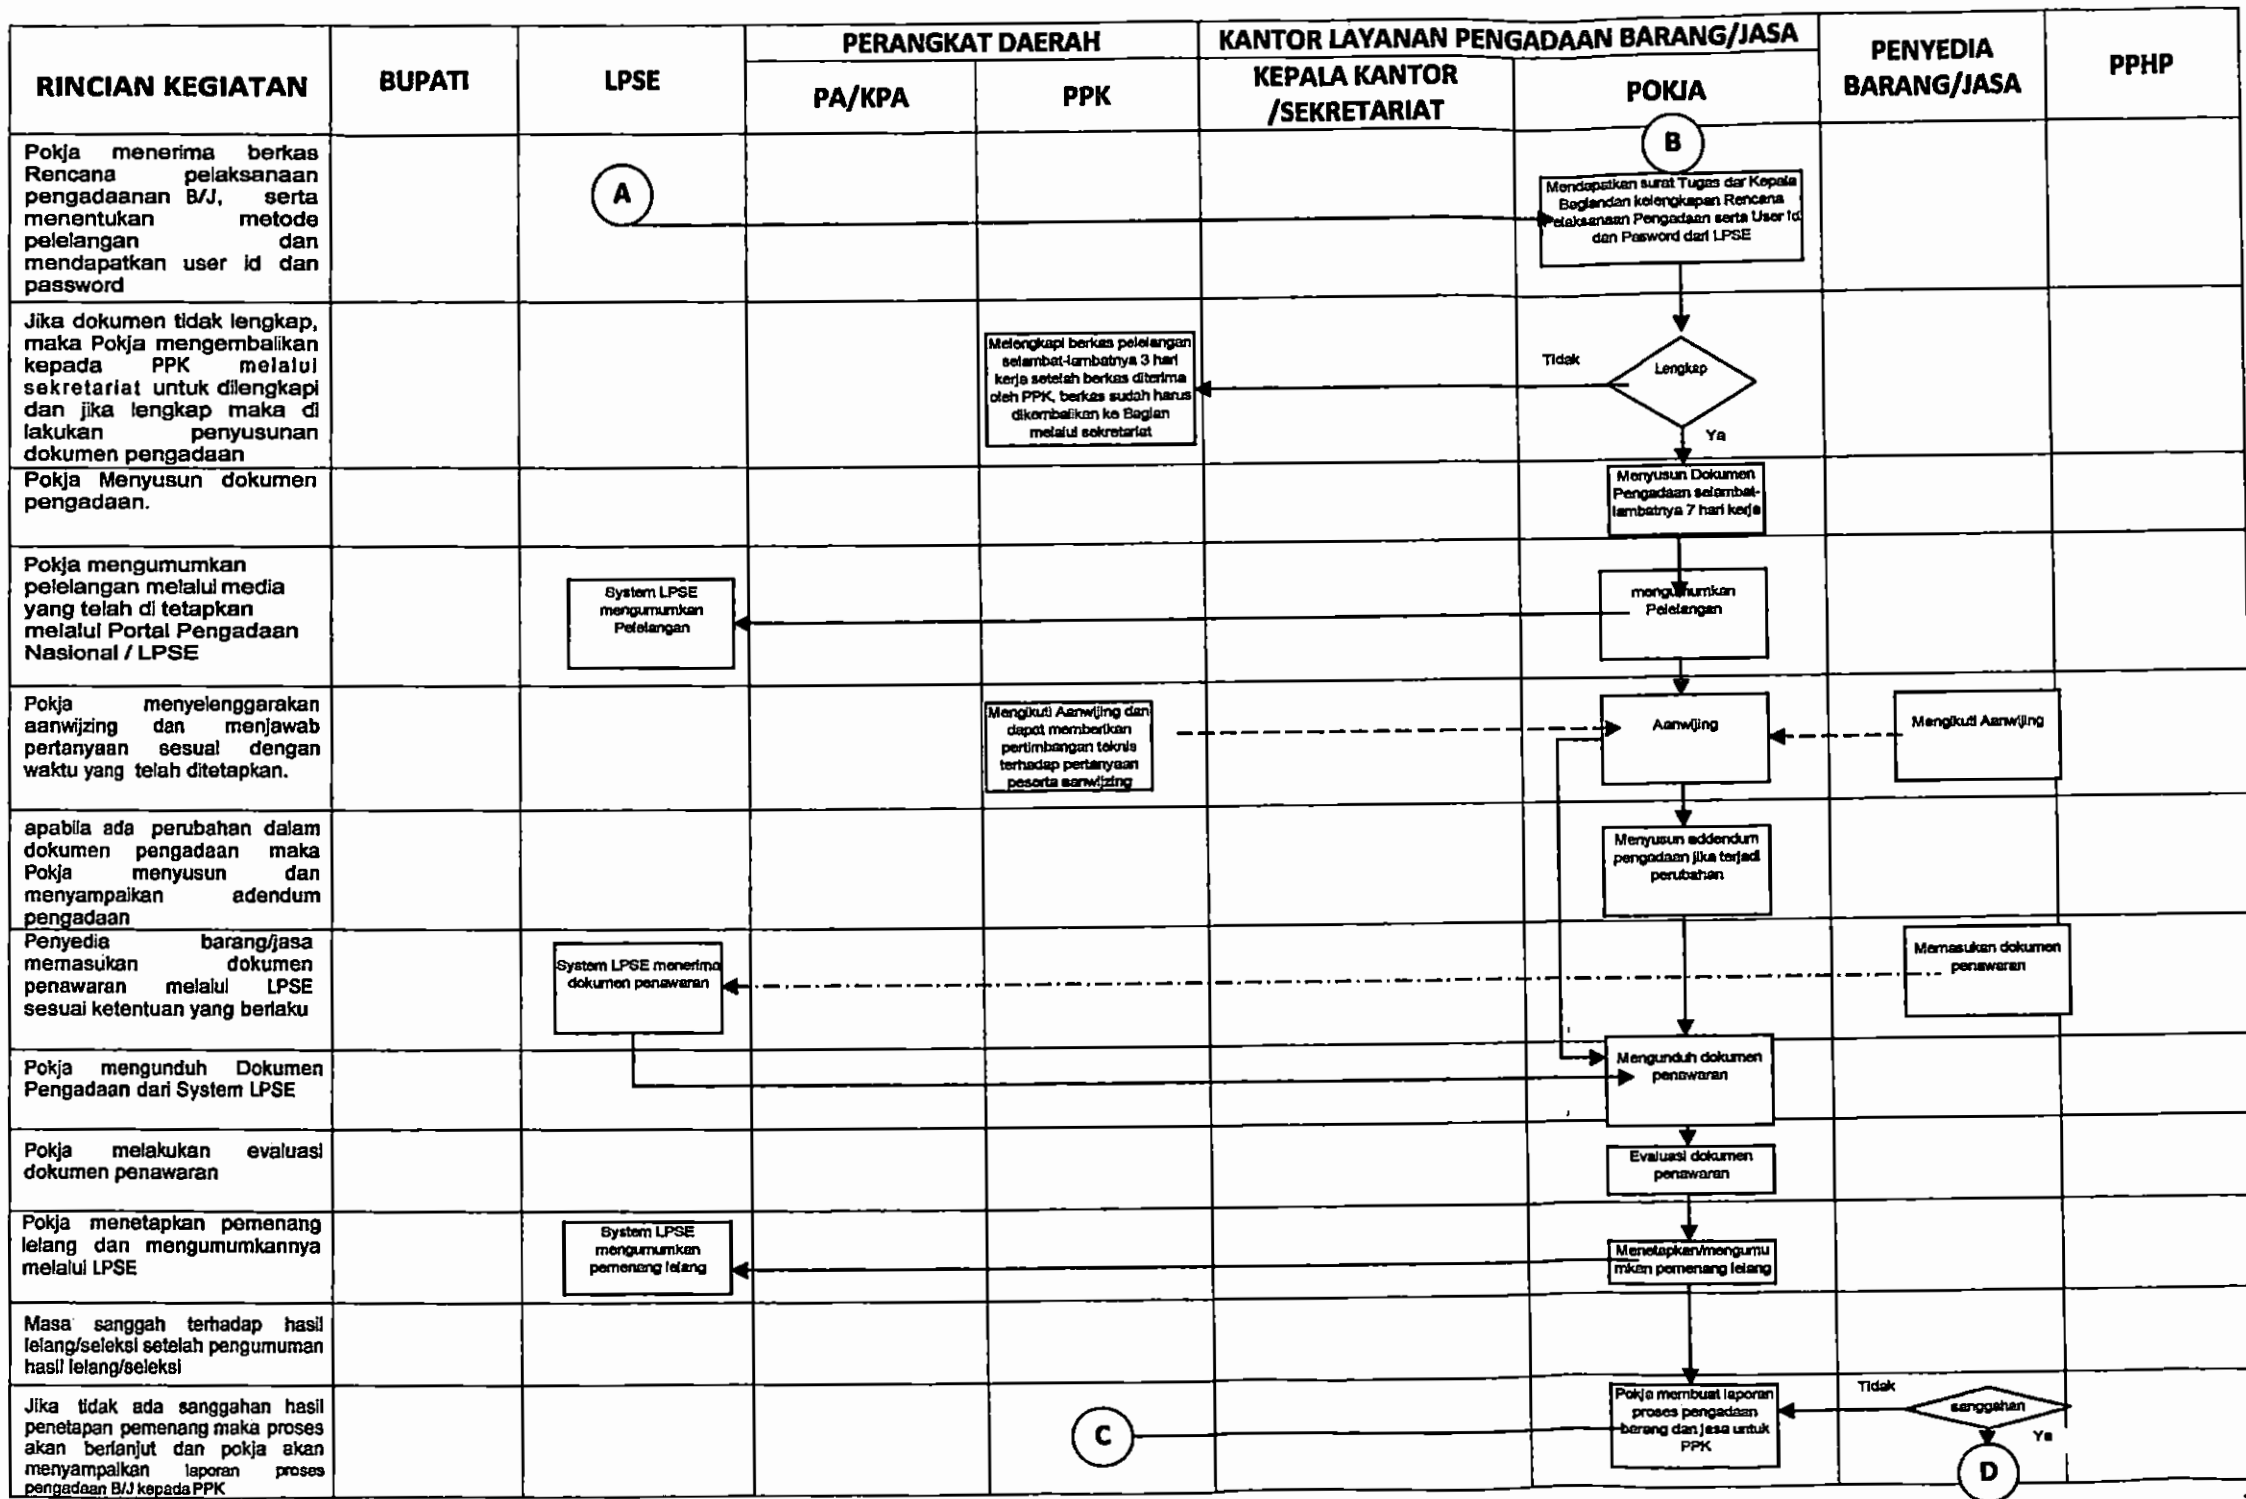 RINCIAN KEGIATAN
BUPATI
LPSE
PERANGKAT DAERAH
PA/KPA
PPK
KANTOR LAYANAN PENGADAAN BARANG/JASA
KEPALA KANTOR
/SEKRETARIAT
POKJA
PENYEDIA
BARANG/JASA
PPHP
Pokja menerima berkas
Rencana pelaksanaan
pengadaanan B/J, serta
menentukan metode
pelelangan dan
mendapatkan user id dan
password
A
B
Mendapatkan surat Tugas dar Kepala
Bagiandan kelengkapan Rencana
elaksanaan Pengadaan serta User Id
dan Pasword dari LPSE
Jika dokumen tidak lengkap,
maka Pokja mengembalikan
kepada PPK melalui
sekretariat untuk dilengkapi
dan jika lengkap maka di
lakukan penyusunan
dokumen pengadaan
Melengkapi berkas pelelangan
selambat-lambatnya 3 hari
kerja setelah berkas diterima
oleh PPK, berkas sudah harus
dikembalikan ke Bagian
melalui sekretariat
Tidak
Lengkap
Ya
Pokja Menyusun dokumen
pengadaan.
Menyusun Dokumen
Pengadaan selambat-
lambatnya 7 hari kerja
Pokja mengumumkan
pelelangan melalui media
yang telah di tetapkan
melalui Portal Pengadaan
Nasional / LPSE
System LPSE
mengumumkan
Pelelangan
mengumumkan
Pelelangan
Pokja menyelenggarakan
aanwijzing dan menjawab
pertanyaan sesuai dengan
waktu yang telah ditetapkan.
Mengikuti Aanwijing dan
dapat memberikan
pertimbangan teknis
terhadap pertanyaan
peserta aanwijzing
Aanwijing
Mengikuti Aanwijing
apabila ada perubahan dalam
dokumen pengadaan maka
Pokja menyusun dan
menyampaikan adendum
pengadaan
Menyusun addendum
pengadaan jika terjadi
perubahan
Penyedia barang/jasa
memasukan dokumen
penawaran melalui LPSE
sesuai ketentuan yang berlaku
System LPSE menerima
dokumen penawaran
Memasukan dokumen
penawaran
Pokja mengunduh Dokumen
Pengadaan dari System LPSE
Mengunduh dokumen
penawaran
Pokja melakukan evaluasi
dokumen penawaran
Evaluasi dokumen
penawaran
Pokja menetapkan pemenang
lelang dan mengumumkannya
melalui LPSE
System LPSE
mengumumkan
pemenang lelang
Menetapkan/mengumu
mkan pemenang lelang
Masa sanggah terhadap hasil
lelang/seleksi setelah pengumuman
hasil lelang/seleksi
Jika tidak ada sanggahan hasil
penetapan pemenang maka proses
akan berlanjut dan pokja akan
menyampaikan laporan proses
pengadaan B/J kepada PPK
C
Pokja membuat laporan
proses pengadaan
barang dan jasa untuk
PPK
Tidak
sanggahan
Ya
D